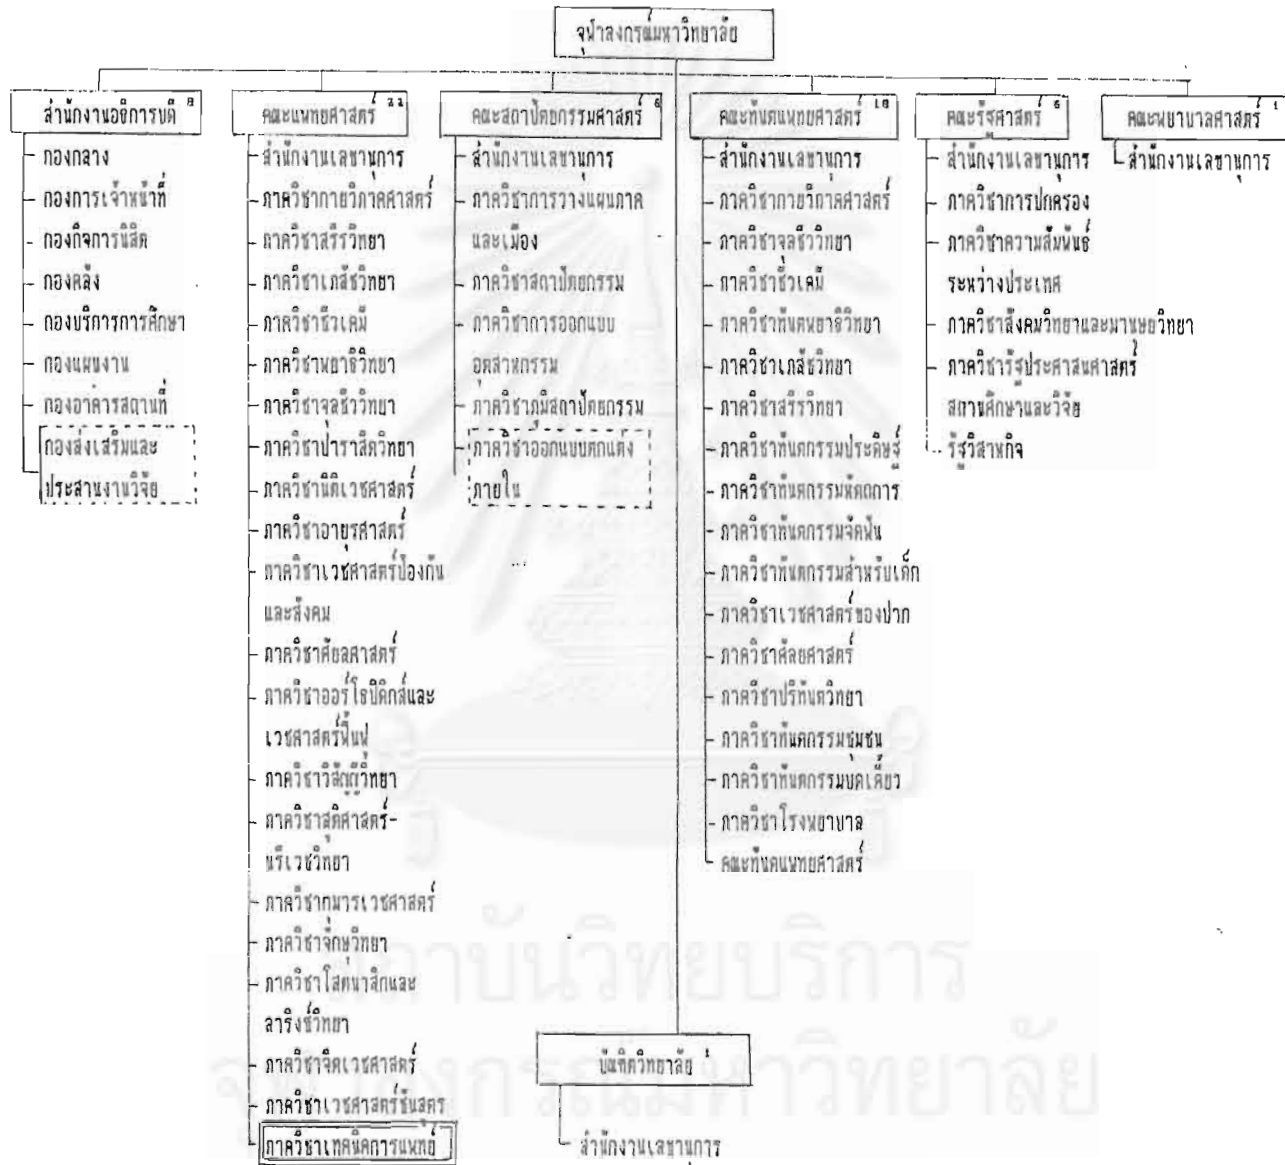 จุฬาลงกรณ์มหาวิทยาลัย
สำนักงานอธิการบดี 8
กองกลาง
กองการเจ้าหน้าที่
กองกิจการนิสิต
กองคลัง
กองบริการการศึกษา
กองแผนงาน
กองอาคารสถานที่
กองส่งเสริมและ
ประสานงานวิจัย
คณะแพทยศาสตร์ 22
สำนักงานเลขานุการ
ภาควิชากายวิภาคศาสตร์
ภาควิชาสรีรวิทยา
ภาควิชาเภสัชวิทยา
ภาควิชาชีวเคมี
ภาควิชาพยาธิวิทยา
ภาควิชาจุลชีววิทยา
ภาควิชาปาราสิตวิทยา
ภาควิชานิติเวชศาสตร์
ภาควิชาอายุรศาสตร์
ภาควิชาเวชศาสตร์ป้องกัน
และสังคม
ภาควิชาศัลยศาสตร์
ภาควิชาออร์โธปิดิกส์และ
เวชศาสตร์ฟื้นฟู
ภาควิชาวิสัญญีวิทยา
ภาควิชาสูติศาสตร์-
นรีเวชวิทยา
ภาควิชากุมารเวชศาสตร์
ภาควิชาจักษุวิทยา
ภาควิชาโสตนาสิกและ
ลาริงซ์วิทยา
ภาควิชาจิตเวชศาสตร์
ภาควิชาเวชศาสตร์ชันสูตร
ภาควิชาเทคนิคการแพทย์
คณะสถาปัตยกรรมศาสตร์ 6
สำนักงานเลขานุการ
ภาควิชาการวางแผนภาค
และเมือง
ภาควิชาสถาปัตยกรรม
ภาควิชาการออกแบบ
อุตสาหกรรม
ภาควิชาภูมิสถาปัตยกรรม
ภาควิชาออกแบบตกแต่ง
ภายใน
คณะทันตแพทยศาสตร์ 18
สำนักงานเลขานุการ
ภาควิชากายวิภาคศาสตร์
ภาควิชาจุลชีววิทยา
ภาควิชาชีวเคมี
ภาควิชาทันตพยาธิวิทยา
ภาควิชาเภสัชวิทยา
ภาควิชาสรีรวิทยา
ภาควิชาทันตกรรมประดิษฐ์
ภาควิชาทันตกรรมหัตถการ
ภาควิชาทันตกรรมจัดฟัน
ภาควิชาทันตกรรมสำหรับเด็ก
ภาควิชาเวชศาสตร์ของปาก
ภาควิชาศัลยศาสตร์
ภาควิชาปริทันตวิทยา
ภาควิชาทันตกรรมชุมชน
ภาควิชาทันตกรรมบดเคี้ยว
ภาควิชาโรงพยาบาล
คณะทันตแพทยศาสตร์
คณะรัฐศาสตร์ 6
สำนักงานเลขานุการ
ภาควิชาการปกครอง
ภาควิชาความสัมพันธ์
ระหว่างประเทศ
ภาควิชาสังคมวิทยาและมานุษยวิทยา
ภาควิชารัฐประศาสนศาสตร์
สถานศึกษาและวิจัย
รัฐวิสาหกิจ
คณะพยาบาลศาสตร์ 1
สำนักงานเลขานุการ
บัณฑิตวิทยาลัย 1
สำนักงานเลขานุการ
สถาบันวิทยบริการ
จุฬาลงกรณ์มหาวิทยาลัย